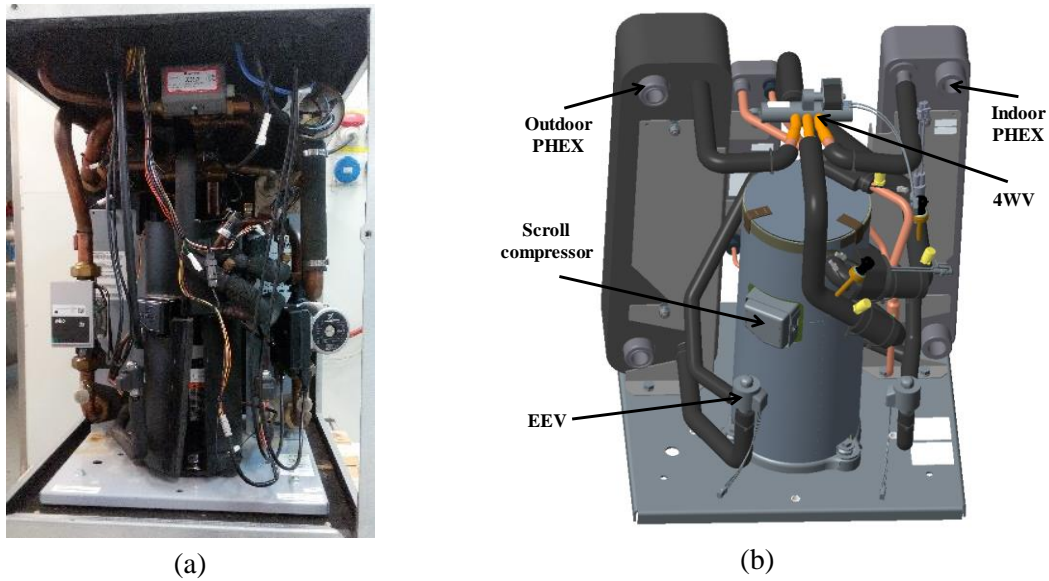 Outdoor
PHEX
Indoor
PHEX
4WV
Scroll
compressor
EEV
(a)
(b)